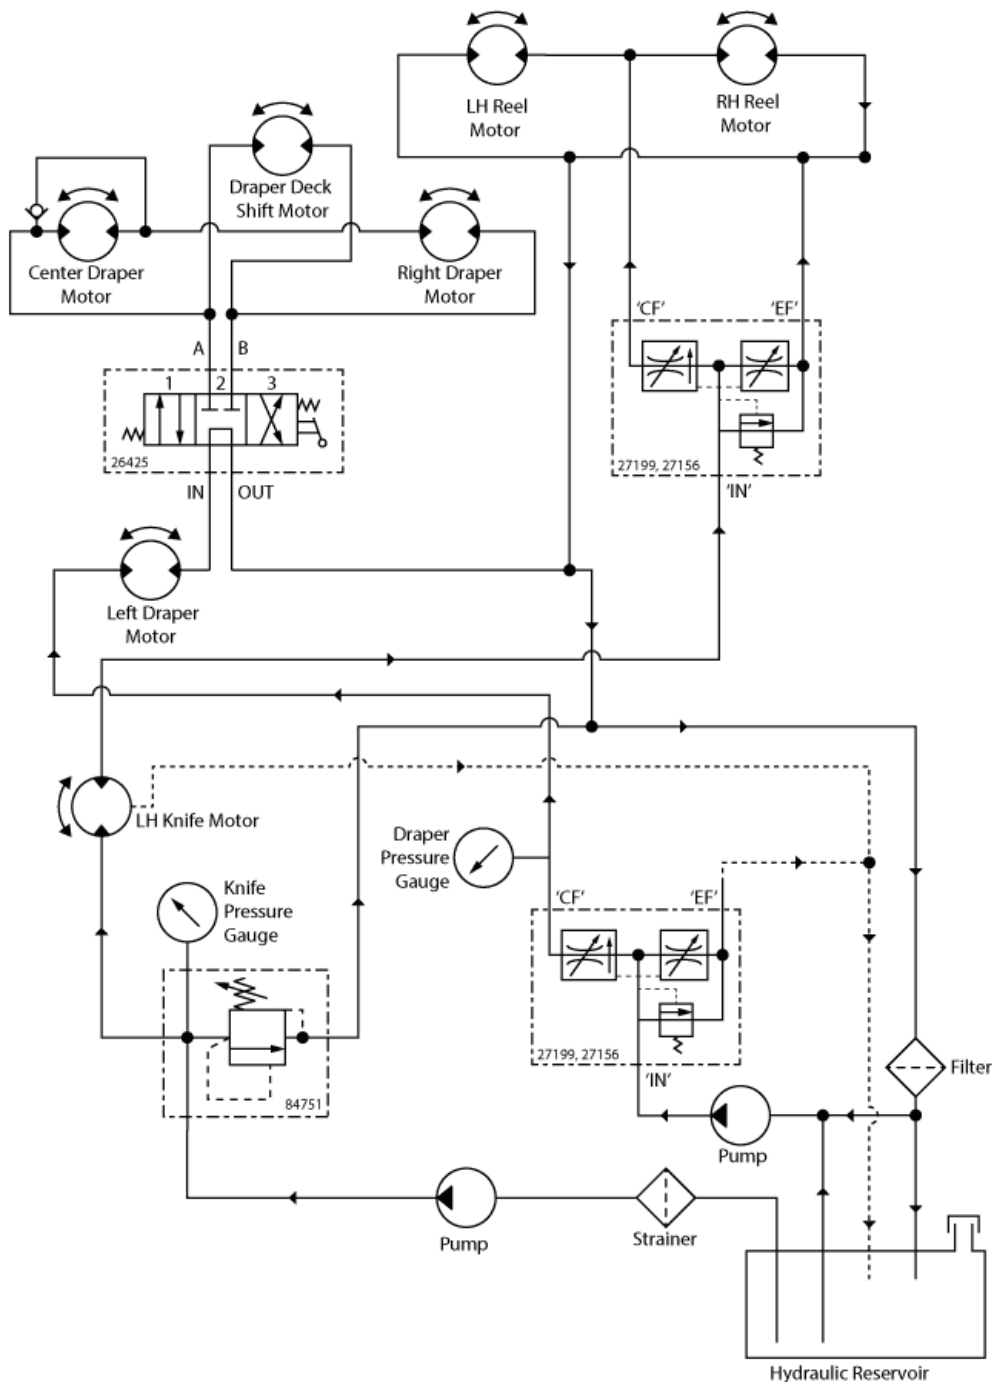 LH Reel
Motor
RH Reel
Motor
Draper Deck
Shift Motor
Center Draper
Motor
Right Draper
Motor
'CF'
'EF'
A
B
1
2
3
26425
27199, 27156
IN
OUT
'IN'
Left Draper
Motor
LH Knife Motor
Draper
Pressure
Gauge
Knife
Pressure
Gauge
'CF'
'EF'
27199, 27156
'IN'
84751
Filter
Pump
Pump
Strainer
Hydraulic Reservoir